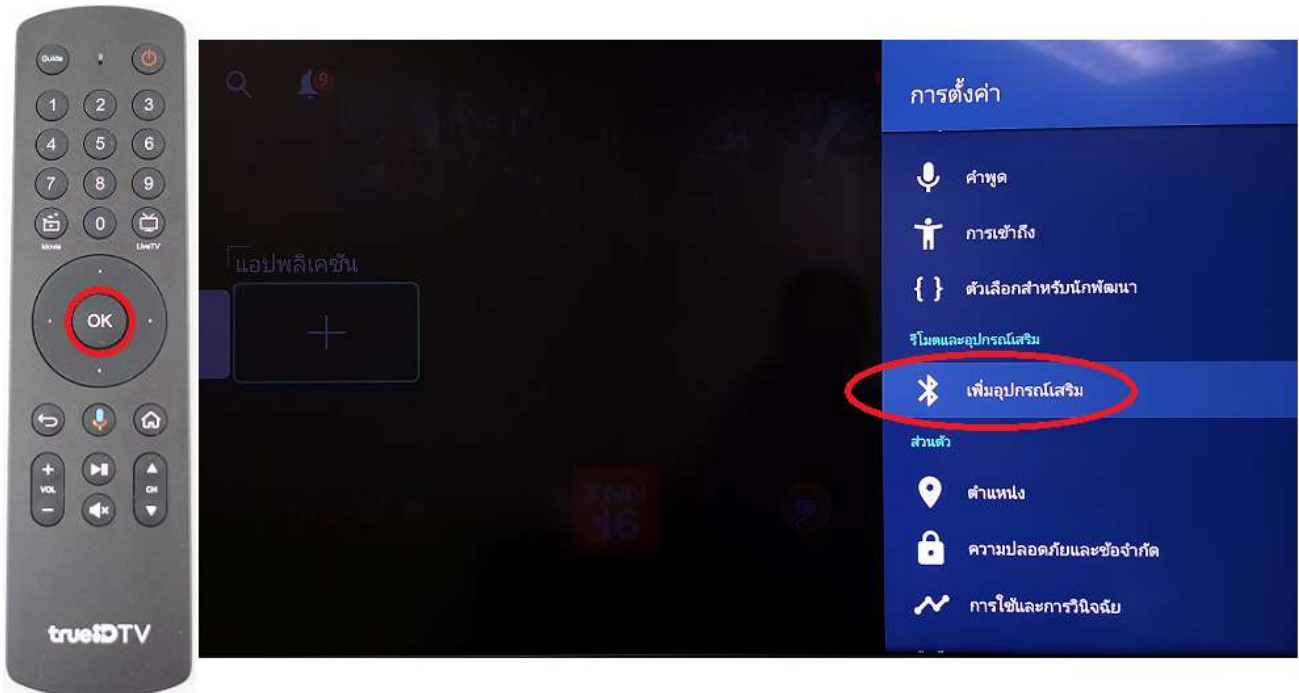 Guide
1 2 3
4 5 6
7 8 9
0
Movie LiveTV
OK
+ VOL - CH
trueIDTV
9
แอปพลิเคชัน
+
TNN
16
การตั้งค่า
คำพูด
การเข้าถึง
{ } ตัวเลือกสำหรับนักพัฒนา
รีโมตและอุปกรณ์เสริม
เพิ่มอุปกรณ์เสริม
ส่วนตัว
ตำแหน่ง
ความปลอดภัยและข้อจำกัด
การใช้และการวินิจฉัย